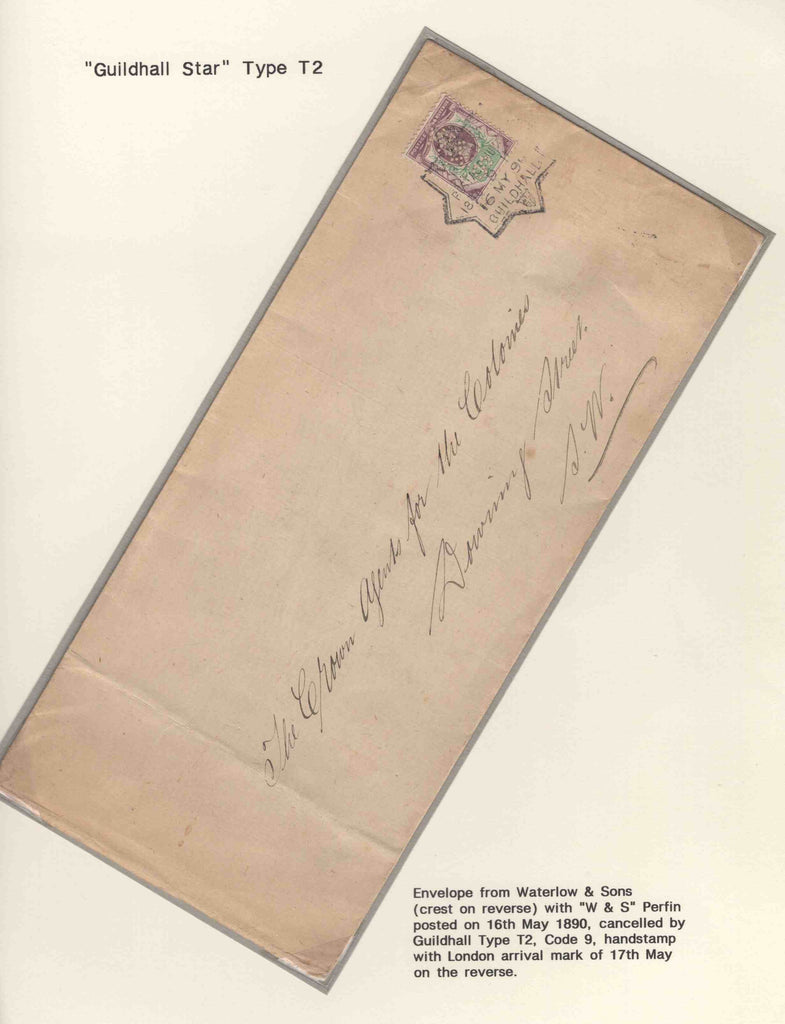 "Guildhall Star" Type T2
16 MY 90
GUILDHALL
The Crown Agents for the Colonies
Downing Street.
S.W.
Envelope from Waterlow & Sons
(crest on reverse) with "W & S" Perfin
posted on 16th May 1890, cancelled by
Guildhall Type T2, Code 9, handstamp
with London arrival mark of 17th May
on the reverse.